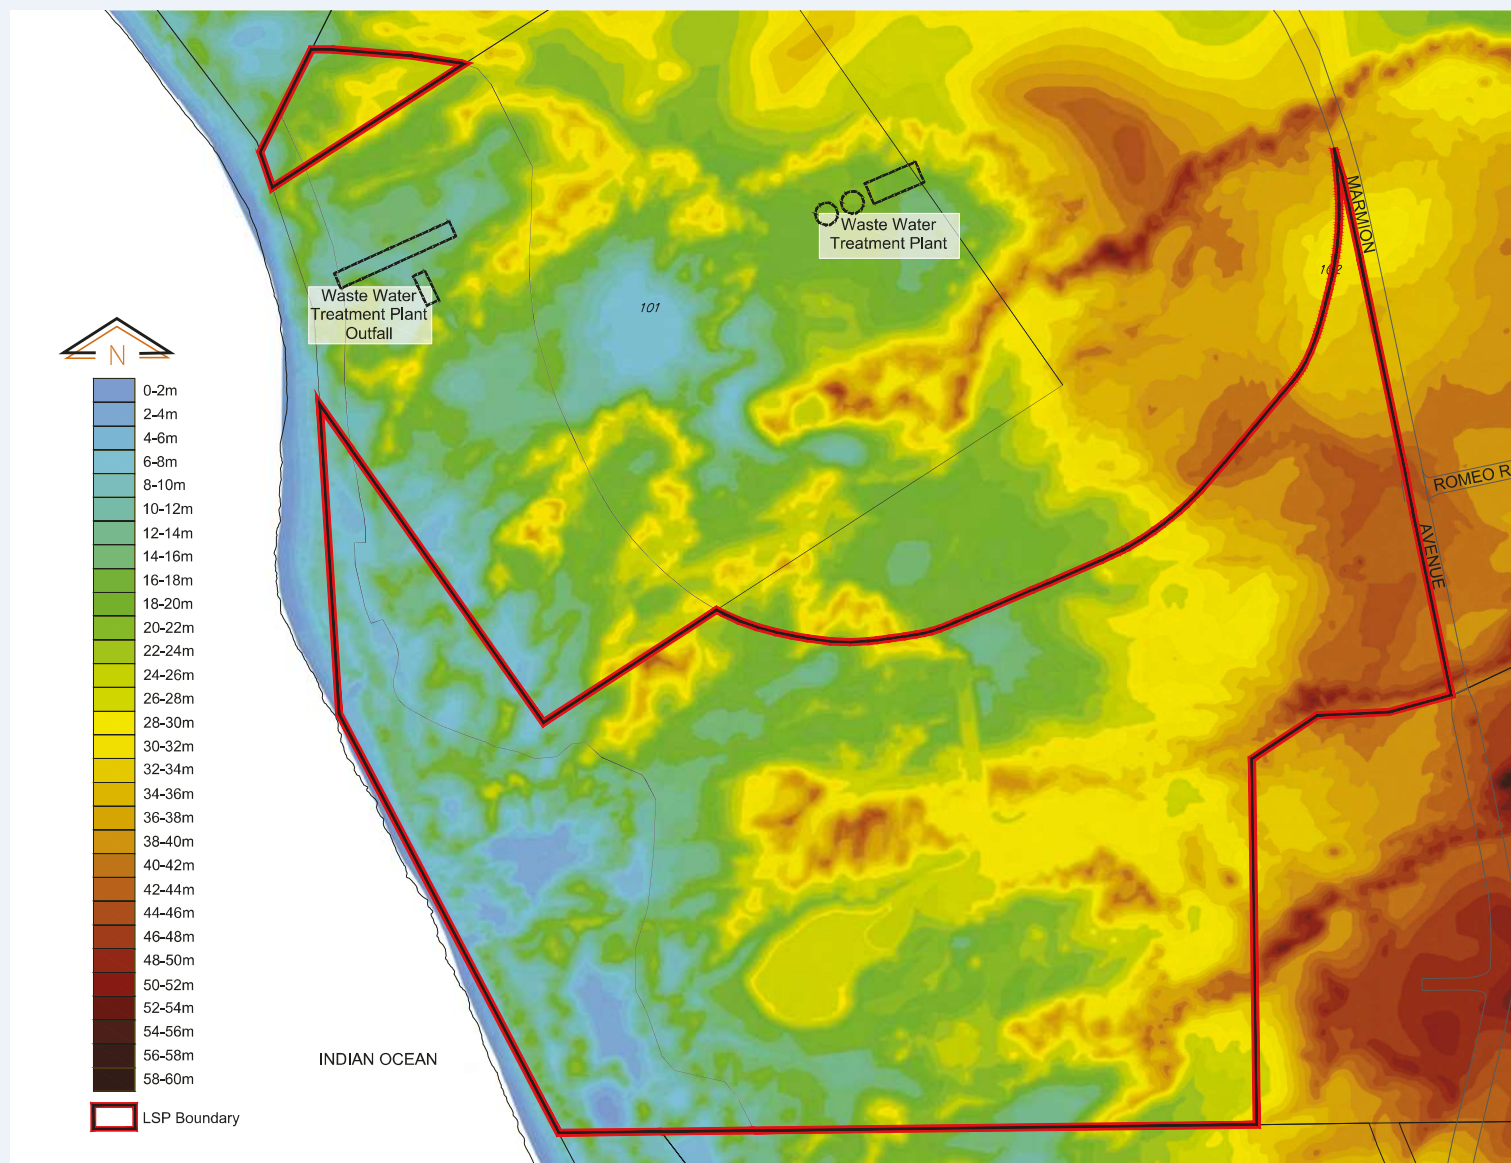 MARMION
Waste Water
Treatment Plant
102
Waste Water
Treatment Plant
Outfall
101
N
ROMEO R
AVENUE
0-2m
2-4m
4-6m
6-8m
8-10m
10-12m
12-14m
14-16m
16-18m
18-20m
20-22m
22-24m
24-26m
26-28m
28-30m
30-32m
32-34m
34-36m
36-38m
38-40m
40-42m
42-44m
44-46m
46-48m
48-50m
50-52m
52-54m
54-56m
56-58m
58-60m
LSP Boundary
INDIAN OCEAN